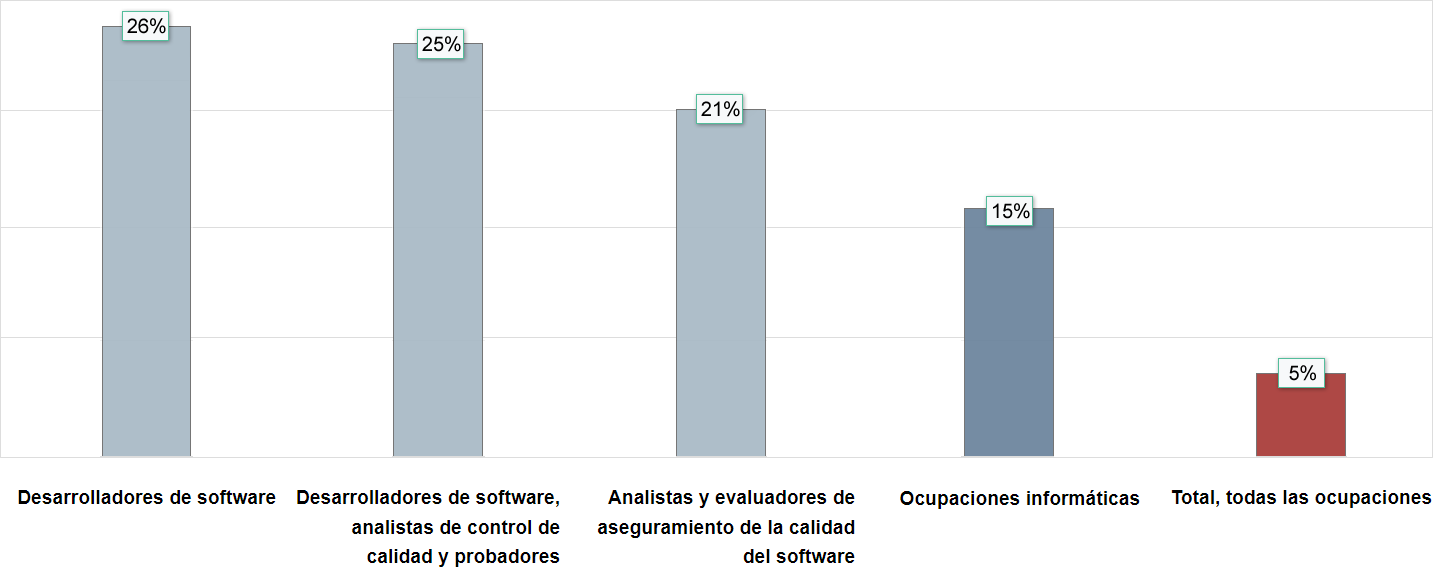 26%
25%
21%
15%
5%
Desarrolladores de software
Desarrolladores de software,
analistas de control de
calidad y probadores
Analistas y evaluadores de
aseguramiento de la calidad
del software
Ocupaciones informáticas
Total, todas las ocupaciones